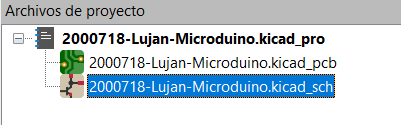 Archivos de proyecto
2000718-Lujan-Microduino.kicad_pro
2000718-Lujan-Microduino.kicad_pcb
2000718-Lujan-Microduino.kicad_sch